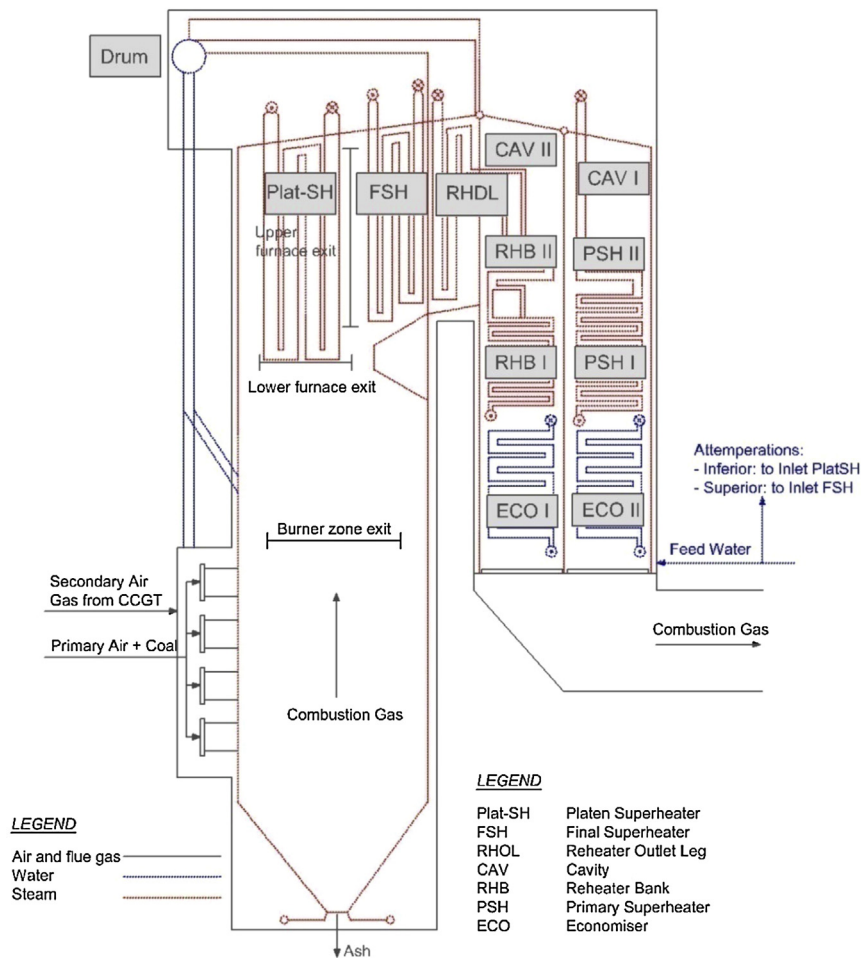 Drum
CAV II
CAV I
Plat-SH
FSH
RHDL
Upper
furnace exit
RHB II
PSH II
RHB I
PSH I
Lower furnace exit
Attemperations:
- Inferior: to Inlet PlatSH
- Superior: to Inlet FSH
ECO I
ECO II
Burner zone exit
Feed Water
Secondary Air
Gas from CCGT
Primary Air + Coal
Combustion Gas
Combustion Gas
LEGEND
Air and flue gas
Water
Steam
Ash
LEGEND
Plat-SH Platen Superheater
FSH Final Superheater
RHOL Reheater Outlet Leg
CAV Cavity
RHB Reheater Bank
PSH Primary Superheater
ECO Economiser